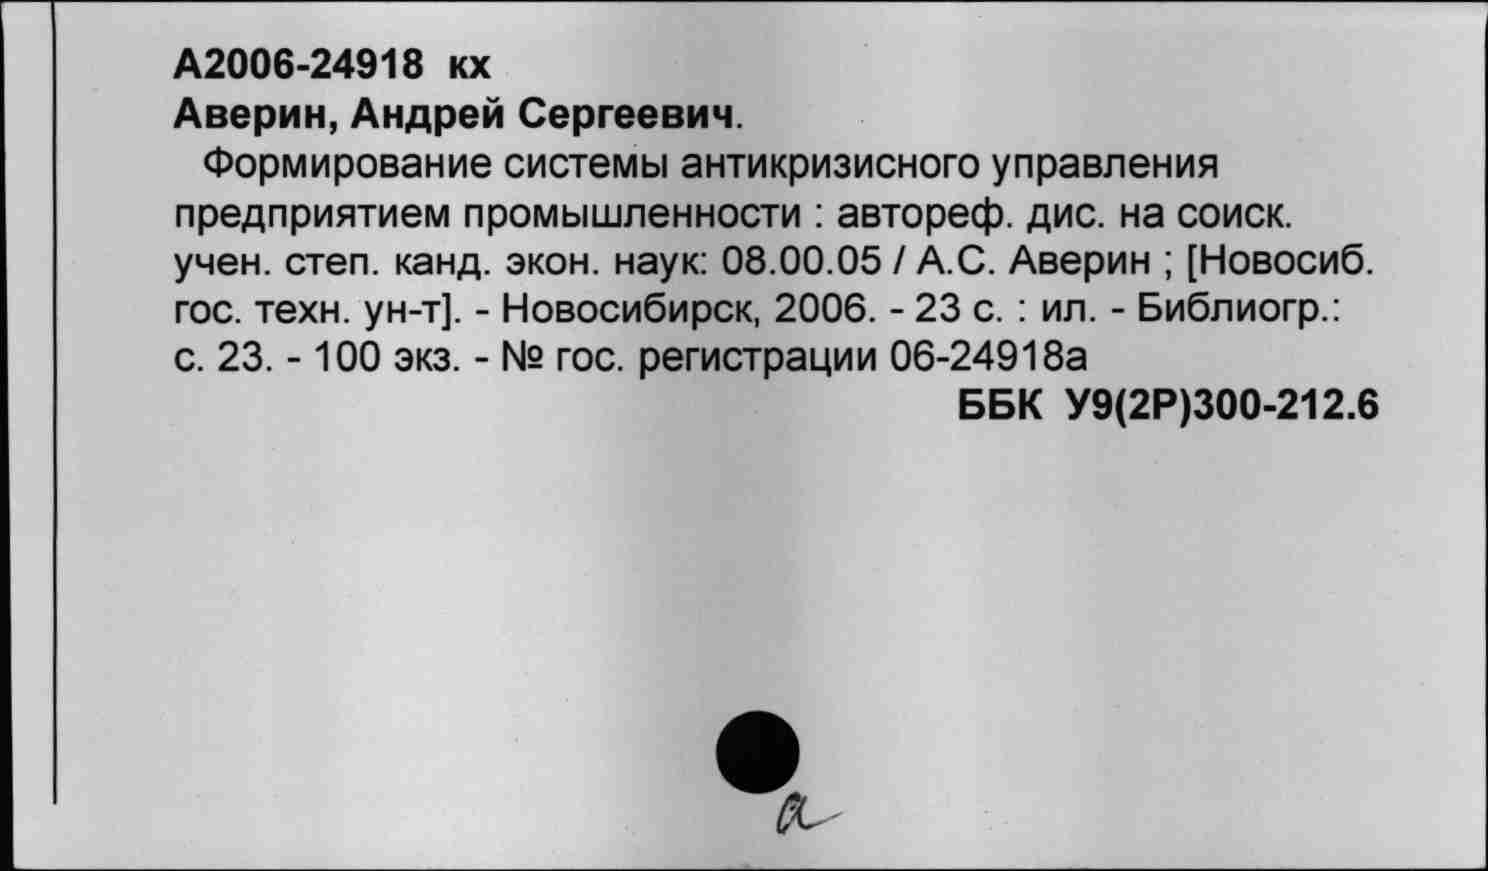 А2006-24918 кх
Аверин, Андрей Сергеевич.
Формирование системы антикризисного управления
предприятием промышленности : автореф. дис. на соиск.
учен. степ. канд. экон. наук: 08.00.05 / А.С. Аверин ; [Новосиб.
гос. техн. ун-т]. - Новосибирск, 2006. - 23 с. : ил. - Библиогр.:
с. 23. - 100 экз. - № гос. регистрации 06-24918а
ББК У9(2Р)300-212.6
а